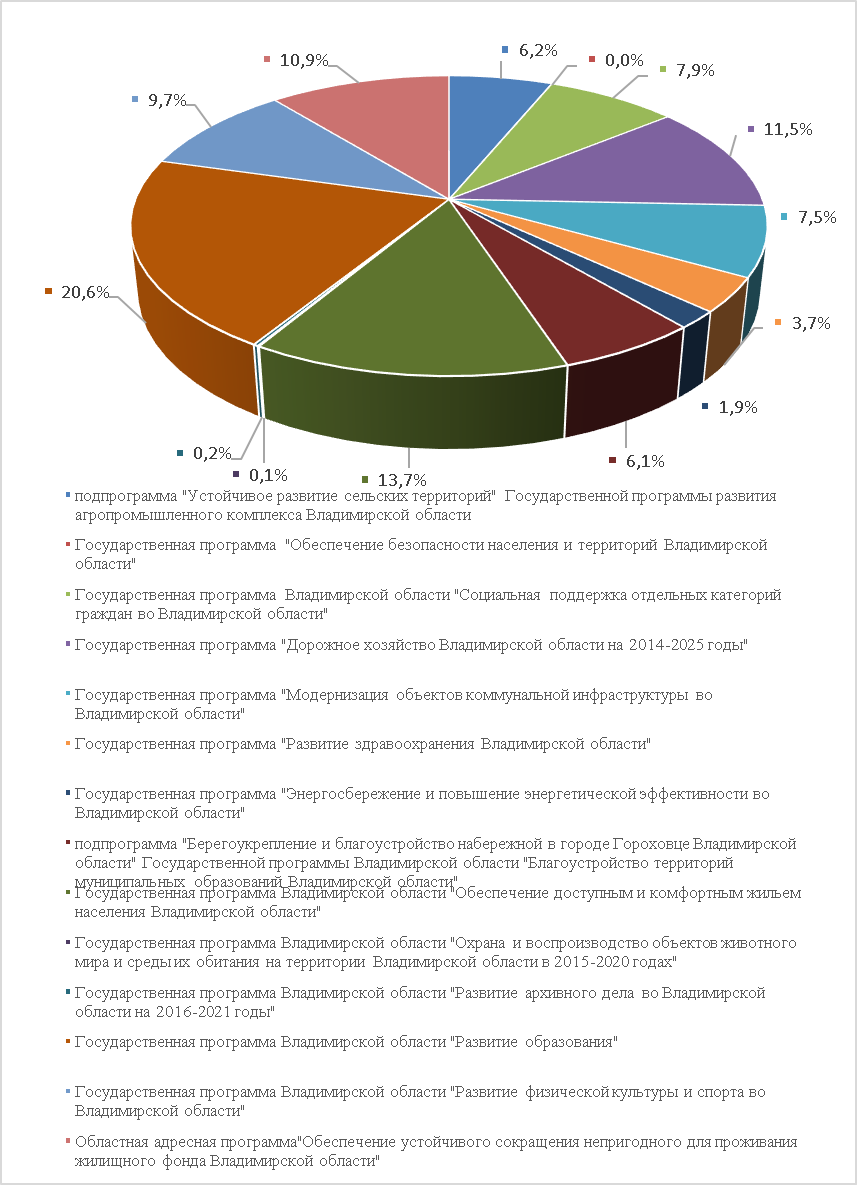 6,2%
0,0%
10,9%
7,9%
9,7%
11,5%
7,5%
20,6%
3,7%
1,9%
0,2%
6,1%
0,1%
13,7%
подпрограмма "Устойчивое развитие сельских территорий" Государственной программы развития
агропромышленного комплекса Владимирской области
Государственная программа "Обеспечение безопасности населения и территорий Владимирской
области"
Государственная программа Владимирской области "Социальная поддержка отдельных категорий
граждан во Владимирской области"
Государственная программа "Дорожное хозяйство Владимирской области на 2014-2025 годы"
Государственная программа "Модернизация объектов коммунальной инфраструктуры во
Владимирской области"
Государственная программа "Развитие здравоохранения Владимирской области"
Государственная программа "Энергосбережение и повышение энергетической эффективности во
Владимирской области"
подпрограмма "Берегоукрепление и благоустройство набережной в городе Гороховце Владимирской
области" Государственной программы Владимирской области "Благоустройство территорий
муниципальных образований Владимирской области"
Государственная программа Владимирской области "Обеспечение доступным и комфортным жильем
населения Владимирской области"
Государственная программа Владимирской области "Охрана и воспроизводство объектов животного
мира и среды их обитания на территории Владимирской области в 2015-2020 годах"
Государственная программа Владимирской области "Развитие архивного дела во Владимирской
области на 2016-2021 годы"
Государственная программа Владимирской области "Развитие образования"
Государственная программа Владимирской области "Развитие физической культуры и спорта во
Владимирской области"
Областная адресная программа"Обеспечение устойчивого сокращения непригодного для проживания
жилищного фонда Владимирской области"